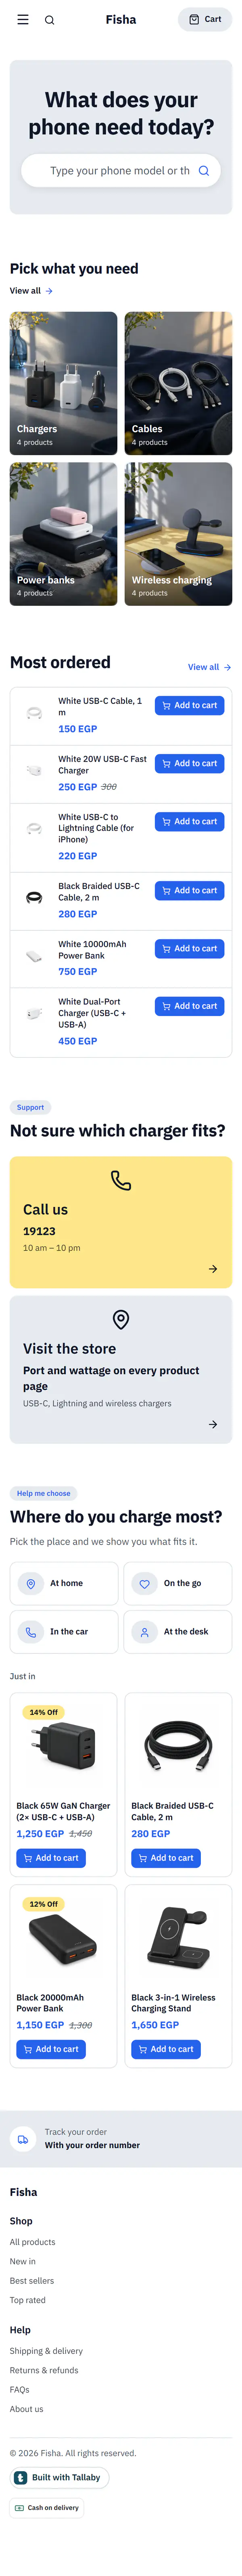 Fisha
Cart
What does your
phone need today?
Type your phone model or th
Pick what you need
View all
Chargers
4 products
Cables
4 products
Power banks
4 products
Wireless charging
4 products
Most ordered
View all
White USB-C Cable, 1
m
150 EGP
Add to cart
White 20W USB-C Fast
Charger
250 EGP 300
Add to cart
White USB-C to
Lightning Cable (for
iPhone)
220 EGP
Add to cart
Black Braided USB-C
Cable, 2 m
280 EGP
Add to cart
White 10000mAh
Power Bank
750 EGP
Add to cart
White Dual-Port
Charger (USB-C +
USB-A)
450 EGP
Add to cart
Support
Not sure which charger fits?
Call us
19123
10 am – 10 pm
Visit the store
Port and wattage on every product
page
USB-C, Lightning and wireless chargers
Help me choose
Where do you charge most?
Pick the place and we show you what fits it.
At home
On the go
In the car
At the desk
Just in
14% Off
Black 65W GaN Charger
(2× USB-C + USB-A)
1,250 EGP 1,450
Add to cart
Black Braided USB-C
Cable, 2 m
280 EGP
Add to cart
12% Off
Black 20000mAh
Power Bank
1,150 EGP 1,300
Add to cart
Black 3-in-1 Wireless
Charging Stand
1,650 EGP
Add to cart
Track your order
With your order number
Fisha
Shop
All products
New in
Best sellers
Top rated
Help
Shipping & delivery
Returns & refunds
FAQs
About us
© 2026 Fisha. All rights reserved.
Built with Tallaby
Cash on delivery